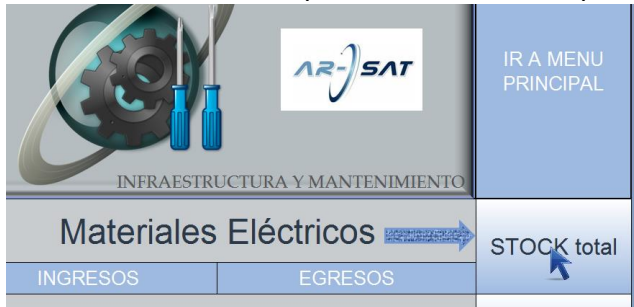 AR-SAT
IR A MENU
PRINCIPAL
INFRAESTRUCTURA Y MANTENIMIENTO
Materiales Eléctricos
STOCK total
INGRESOS
EGRESOS